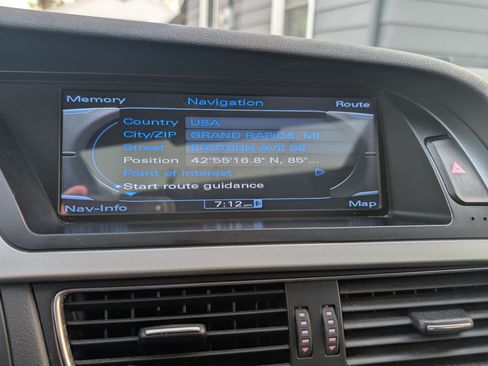 Memory Navigation Route
Country USA
City/ZIP GRAND RAPIDS, MI
Street EASTERN AVE SE
Position 42°55'16.8" N, 85°...
Point of interest
Start route guidance
Nav-Info 7:12 pm Map